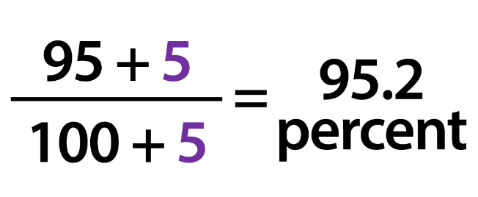 95 + 5
100 + 5
= 95.2
percent